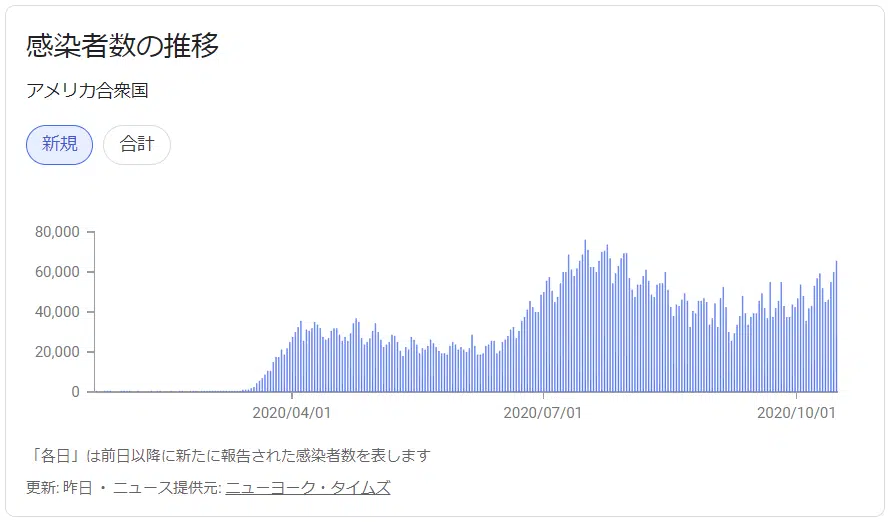 感染者数の推移
アメリカ合衆国
新規 合計
80,000
60,000
40,000
20,000
0
2020/04/01 2020/07/01 2020/10/01
「各日」は前日以降に新たに報告された感染者数を表します
更新: 昨日 ・ ニュース提供元: ニューヨーク・タイムズ